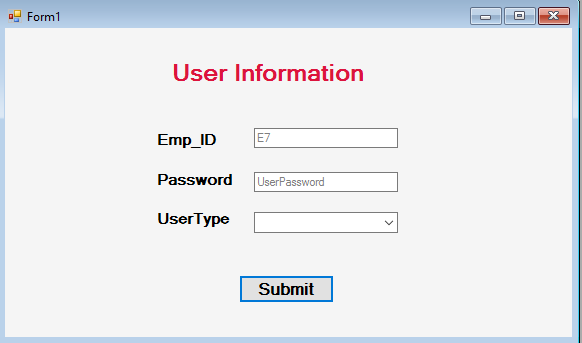 Form1
User Information
Emp_ID E7
Password UserPassword
UserType
Submit